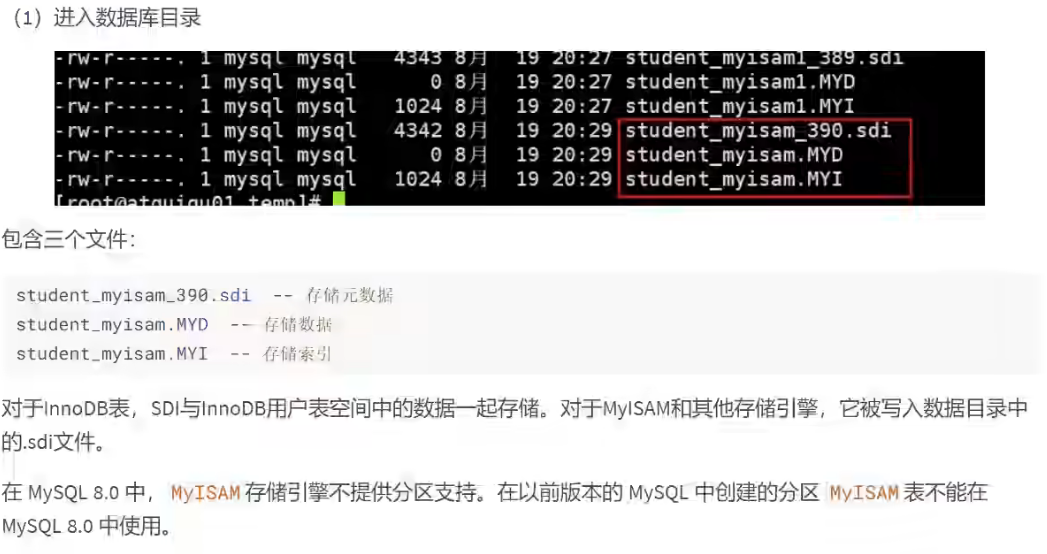 （1）进入数据库目录
-rw-r-----. 1 mysql mysql 4343 8月 19 20:27 student_myisam1_389.sdi
-rw-r-----. 1 mysql mysql 0 8月 19 20:27 student_myisam1.MYD
-rw-r-----. 1 mysql mysql 1024 8月 19 20:27 student_myisam1.MYI
-rw-r-----. 1 mysql mysql 4342 8月 19 20:29 student_myisam_390.sdi
-rw-r-----. 1 mysql mysql 0 8月 19 20:29 student_myisam.MYD
-rw-r-----. 1 mysql mysql 1024 8月 19 20:29 student_myisam.MYI
[root@atguigu01 temp]#
包含三个文件：
student_myisam_390.sdi -- 存储元数据
student_myisam.MYD -- 存储数据
student_myisam.MYI -- 存储索引
对于InnoDB表，SDI与InnoDB用户表空间中的数据一起存储。对于MyISAM和其他存储引擎，它被写入数据目录中
的.sdi文件。
在 MySQL 8.0 中， MyISAM 存储引擎不提供分区支持。在以前版本的 MySQL 中创建的分区 MyISAM 表不能在
MySQL 8.0 中使用。